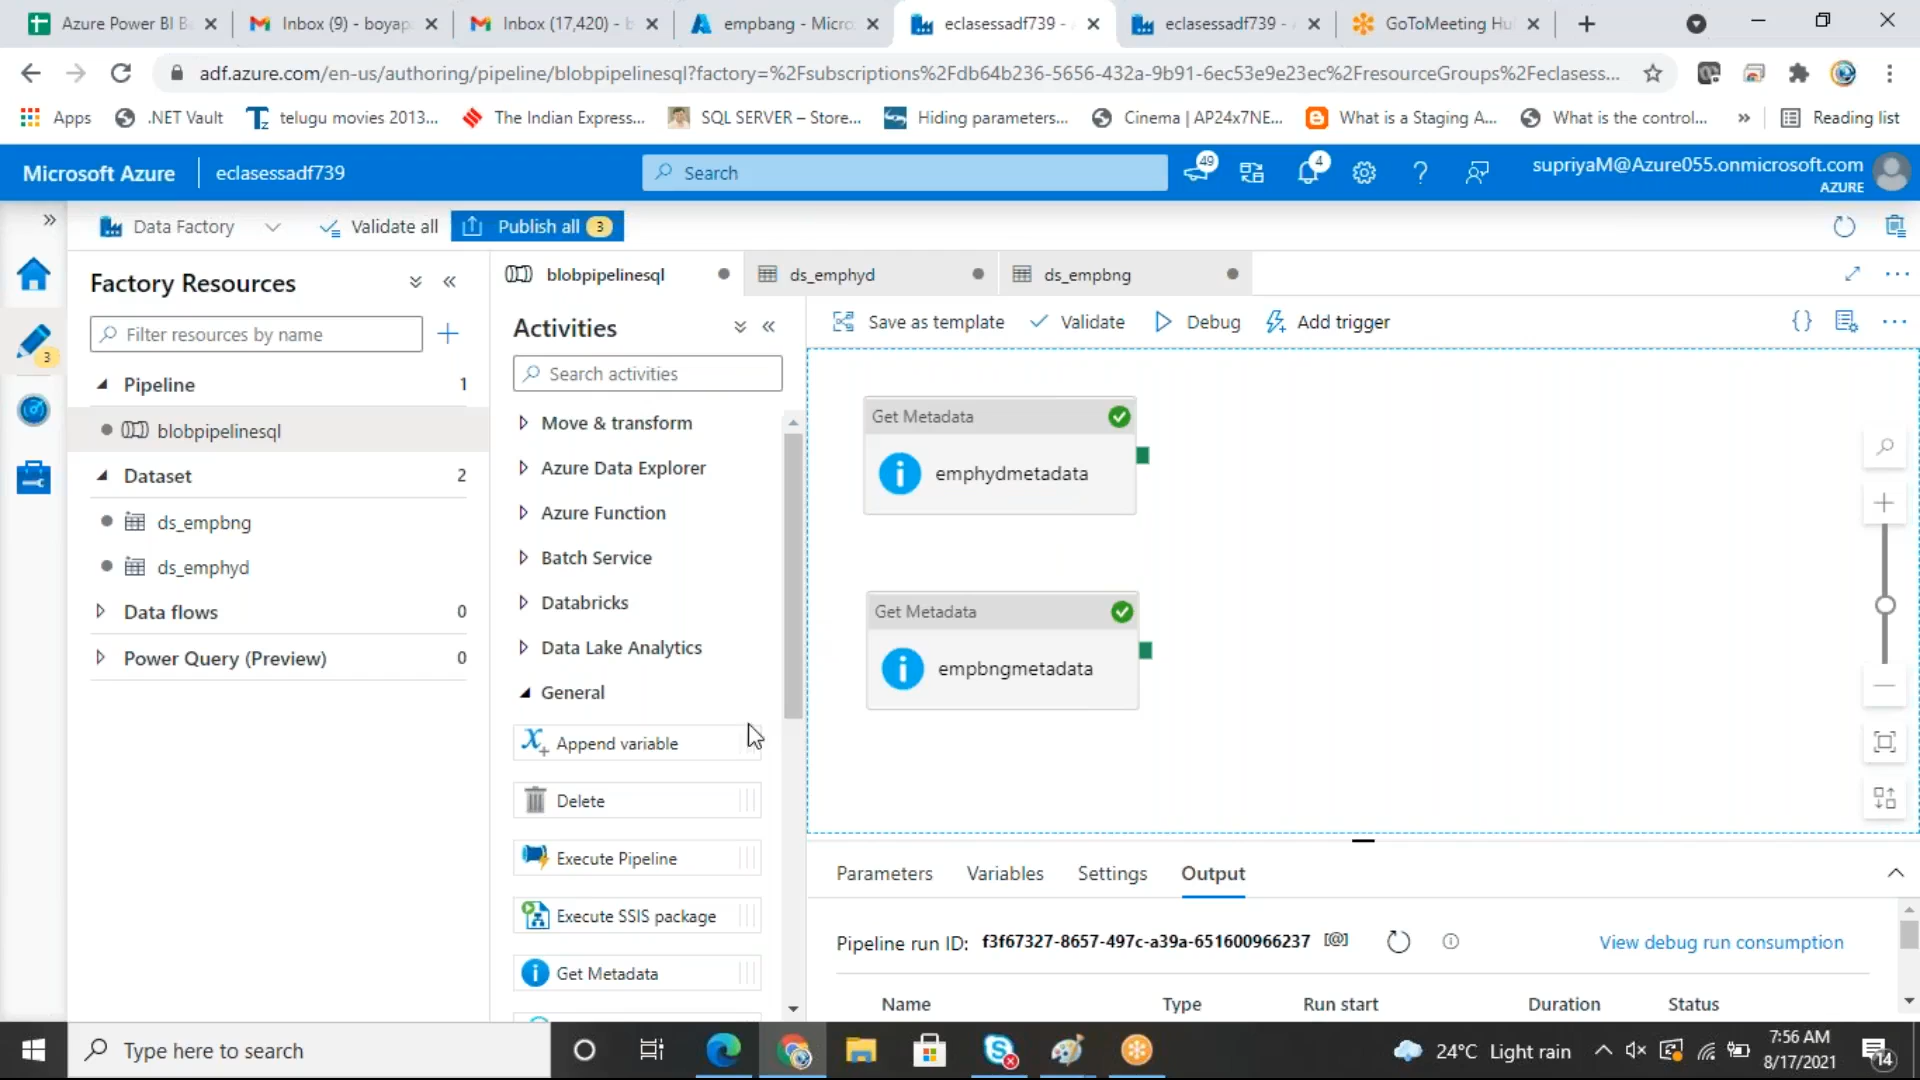 Azure Power BI B
Inbox (9) - boyap
Inbox (17,420) - b
empbang - Micro
eclasessadf739 -
eclasessadf739 -
GoToMeeting Hu
adf.azure.com/en-us/authoring/pipeline/blobpipelinesql?factory=%2Fsubscriptions%2Fdb64b236-5656-432a-9b91-6ec53e9e23ec%2FresourceGroups%2Feclasess...
Apps
.NET Vault
telugu movies 2013...
The Indian Express...
SQL SERVER – Store...
Hiding parameters...
Cinema | AP24x7NE...
What is a Staging A...
What is the control...
»
Reading list
Microsoft Azure
eclasessadf739
Search
49
4
supriyaM@Azure055.onmicrosoft.com
AZURE
Data Factory
Validate all
Publish all 3
Factory Resources
Filter resources by name
3
Pipeline 1
blobpipelinesql
Dataset 2
ds_empbng
ds_emphyd
Data flows 0
Power Query (Preview) 0
blobpipelinesql
ds_emphyd
ds_empbng
Activities
Search activities
Move & transform
Azure Data Explorer
Azure Function
Batch Service
Databricks
Data Lake Analytics
General
Append variable
Delete
Execute Pipeline
Execute SSIS package
Get Metadata
Save as template
Validate
Debug
Add trigger
Get Metadata
emphydmetadata
Get Metadata
empbngmetadata
Parameters
Variables
Settings
Output
Pipeline run ID: f3f67327-8657-497c-a39a-651600966237
View debug run consumption
Name Type Run start Duration Status
Type here to search
24°C Light rain
7:56 AM
8/17/2021
14